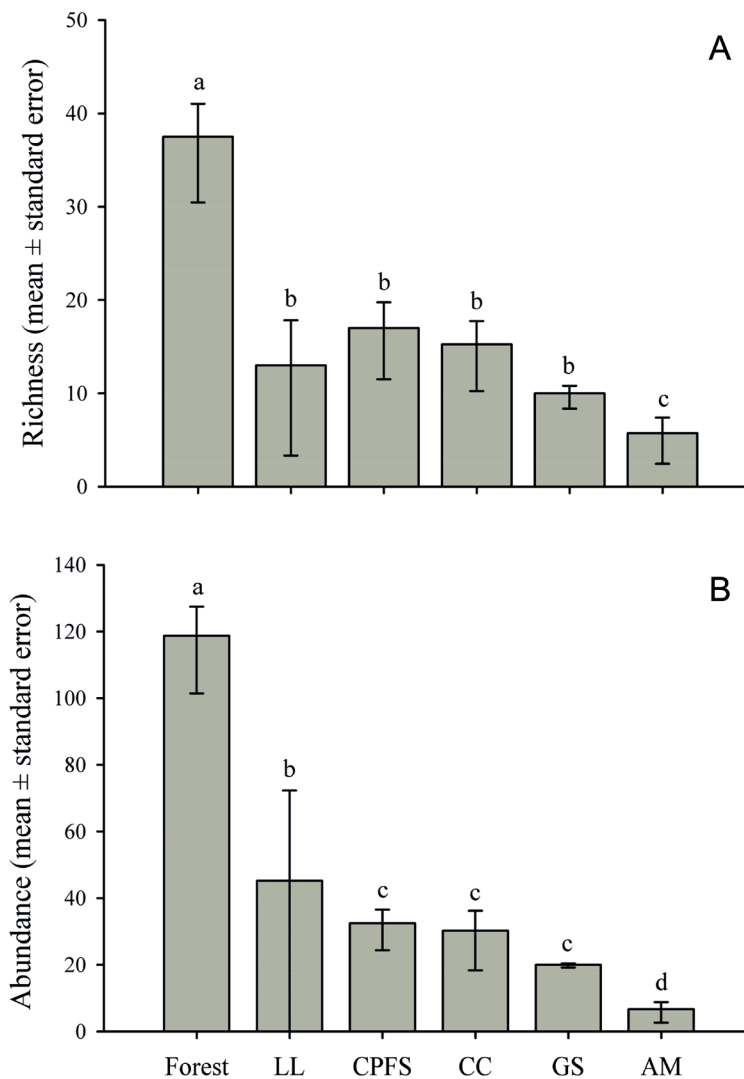 A
Richness (mean ± standard error)
50
40
30
20
10
0
a
b
b
b
b
c
B
Abundance (mean ± standard error)
140
120
100
80
60
40
20
0
a
b
c
c
c
d
Forest LL CPFS CC GS AM